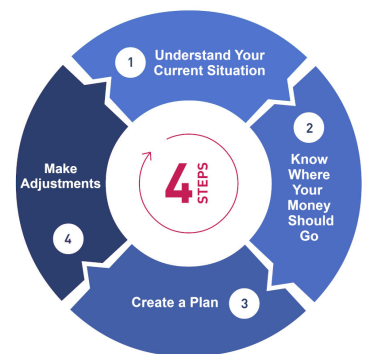 1
Understand Your
Current Situation
2
Know
Where
Your
Money
Should
Go
Create a Plan
3
Make
Adjustments
4
4
STEPS